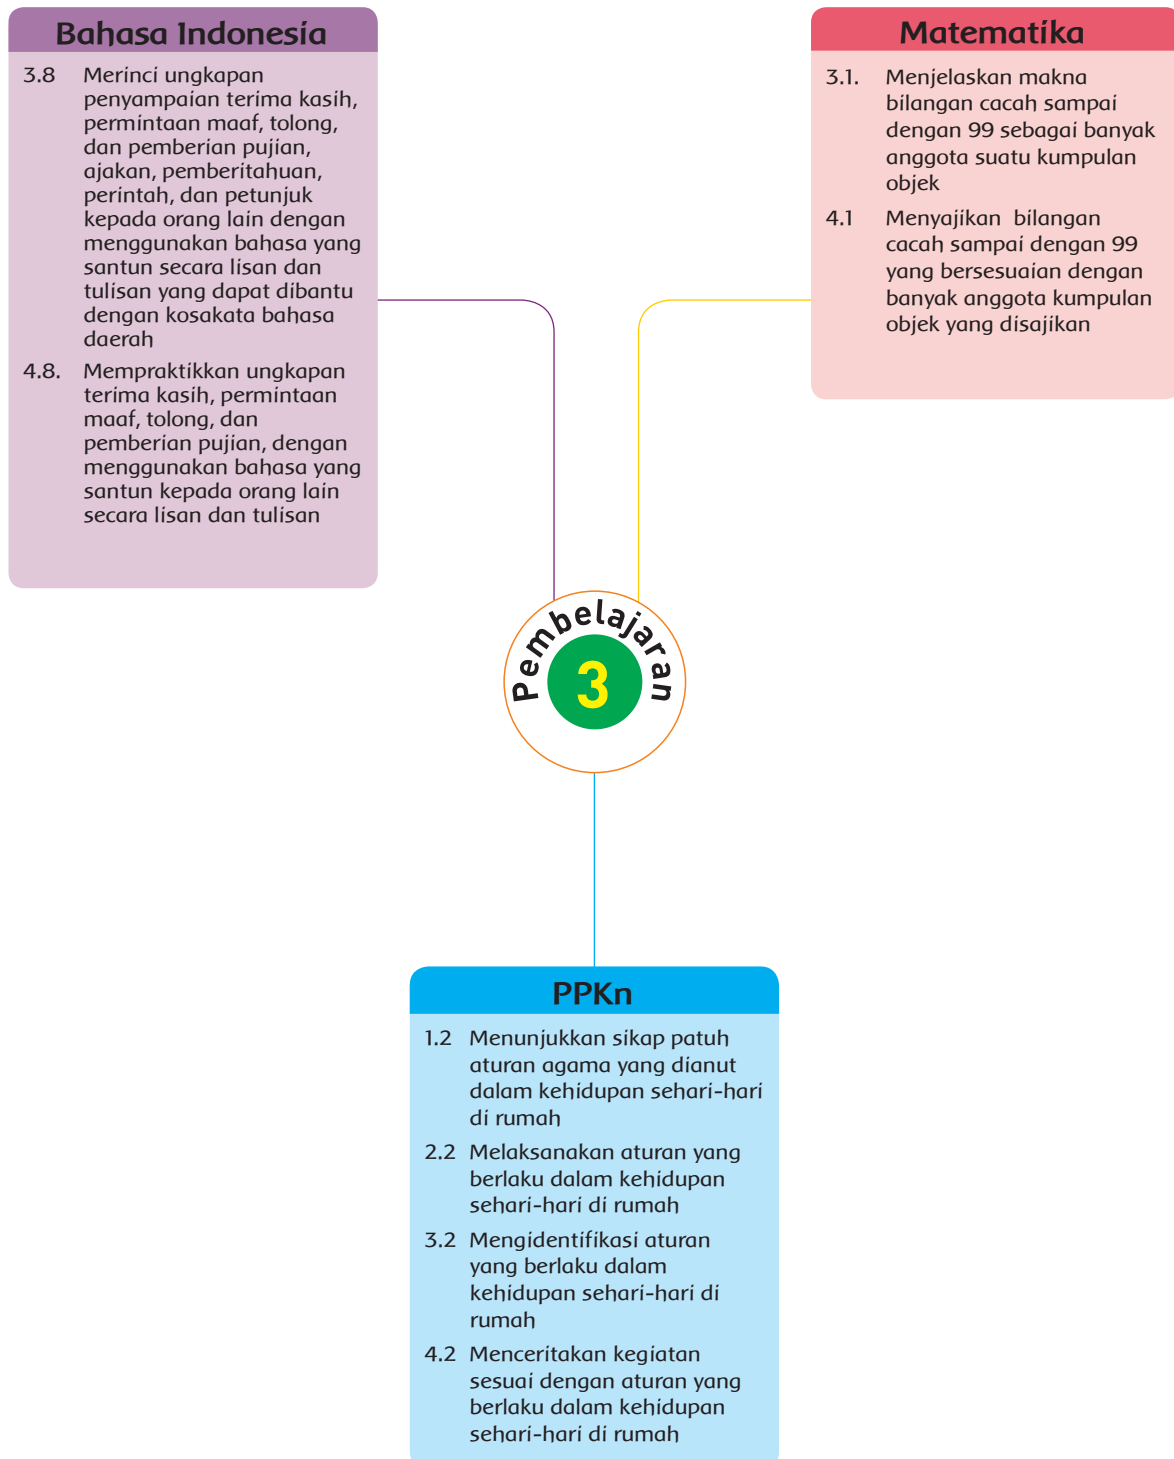 Bahasa Indonesia
3.8 Merinci ungkapan
penyampaian terima kasih,
permintaan maaf, tolong,
dan pemberian pujian,
ajakan, pemberitahuan,
perintah, dan petunjuk
kepada orang lain dengan
menggunakan bahasa yang
santun secara lisan dan
tulisan yang dapat dibantu
dengan kosakata bahasa
daerah
4.8. Mempraktikkan ungkapan
terima kasih, permintaan
maaf, tolong, dan
pemberian pujian, dengan
menggunakan bahasa yang
santun kepada orang lain
secara lisan dan tulisan
Matematika
3.1. Menjelaskan makna
bilangan cacah sampai
dengan 99 sebagai banyak
anggota suatu kumpulan
objek
4.1 Menyajikan bilangan
cacah sampai dengan 99
yang bersesuaian dengan
banyak anggota kumpulan
objek yang disajikan
Pembelajaran
3
PPKn
1.2 Menunjukkan sikap patuh
aturan agama yang dianut
dalam kehidupan sehari-hari
di rumah
2.2 Melaksanakan aturan yang
berlaku dalam kehidupan
sehari-hari di rumah
3.2 Mengidentifikasi aturan
yang berlaku dalam
kehidupan sehari-hari di
rumah
4.2 Menceritakan kegiatan
sesuai dengan aturan yang
berlaku dalam kehidupan
sehari-hari di rumah